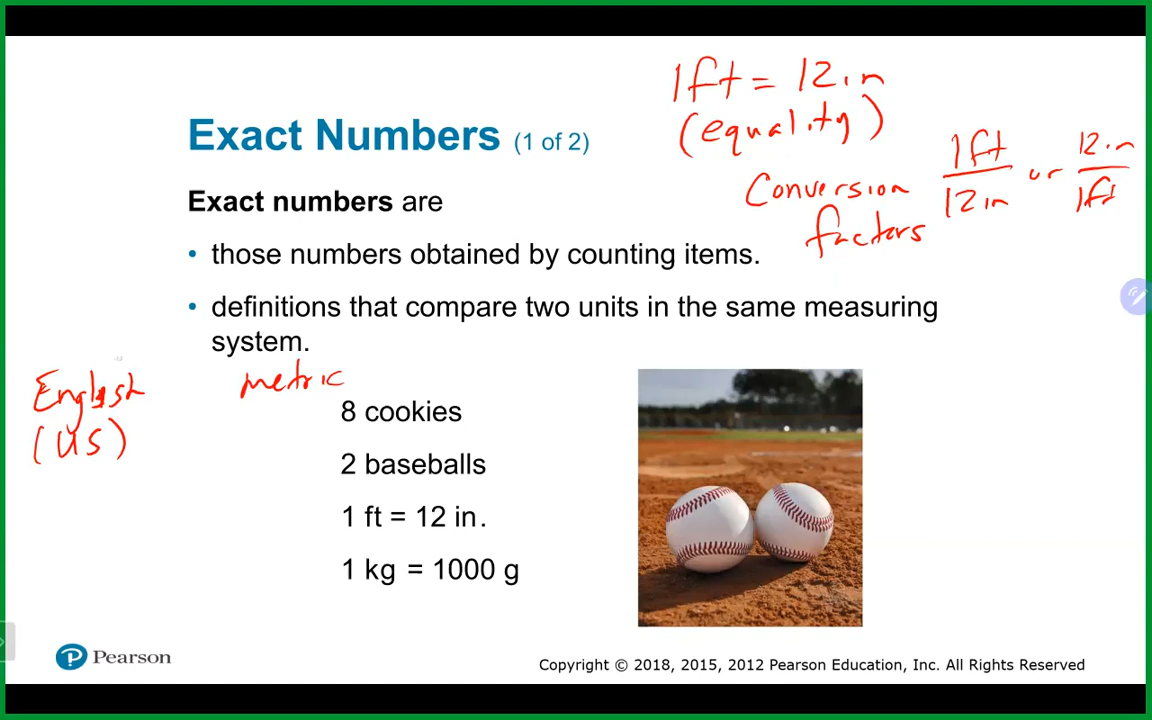 1ft = 12in
(equality)
Exact Numbers (1 of 2)
Conversion factors
1ft
12in
or
12in
1ft
Exact numbers are
• those numbers obtained by counting items.
• definitions that compare two units in the same measuring
system.
English
(US)
metric
8 cookies
2 baseballs
1 ft = 12 in.
1 kg = 1000 g
P Pearson
Copyright © 2018, 2015, 2012 Pearson Education, Inc. All Rights Reserved